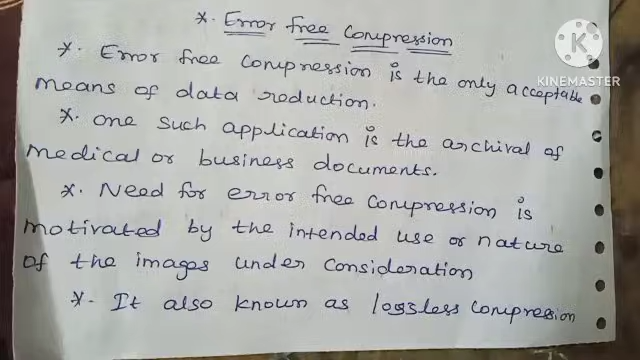 *. Error free Compression
*. Error free compression is the only acceptable
means of data reduction.
*. one such application is the archival of
medical or business documents.
*. Need for error free compression is
motivated by the intended use or nature
of the images under consideration
*. It also known as lossless compression
K
KINEMASTER